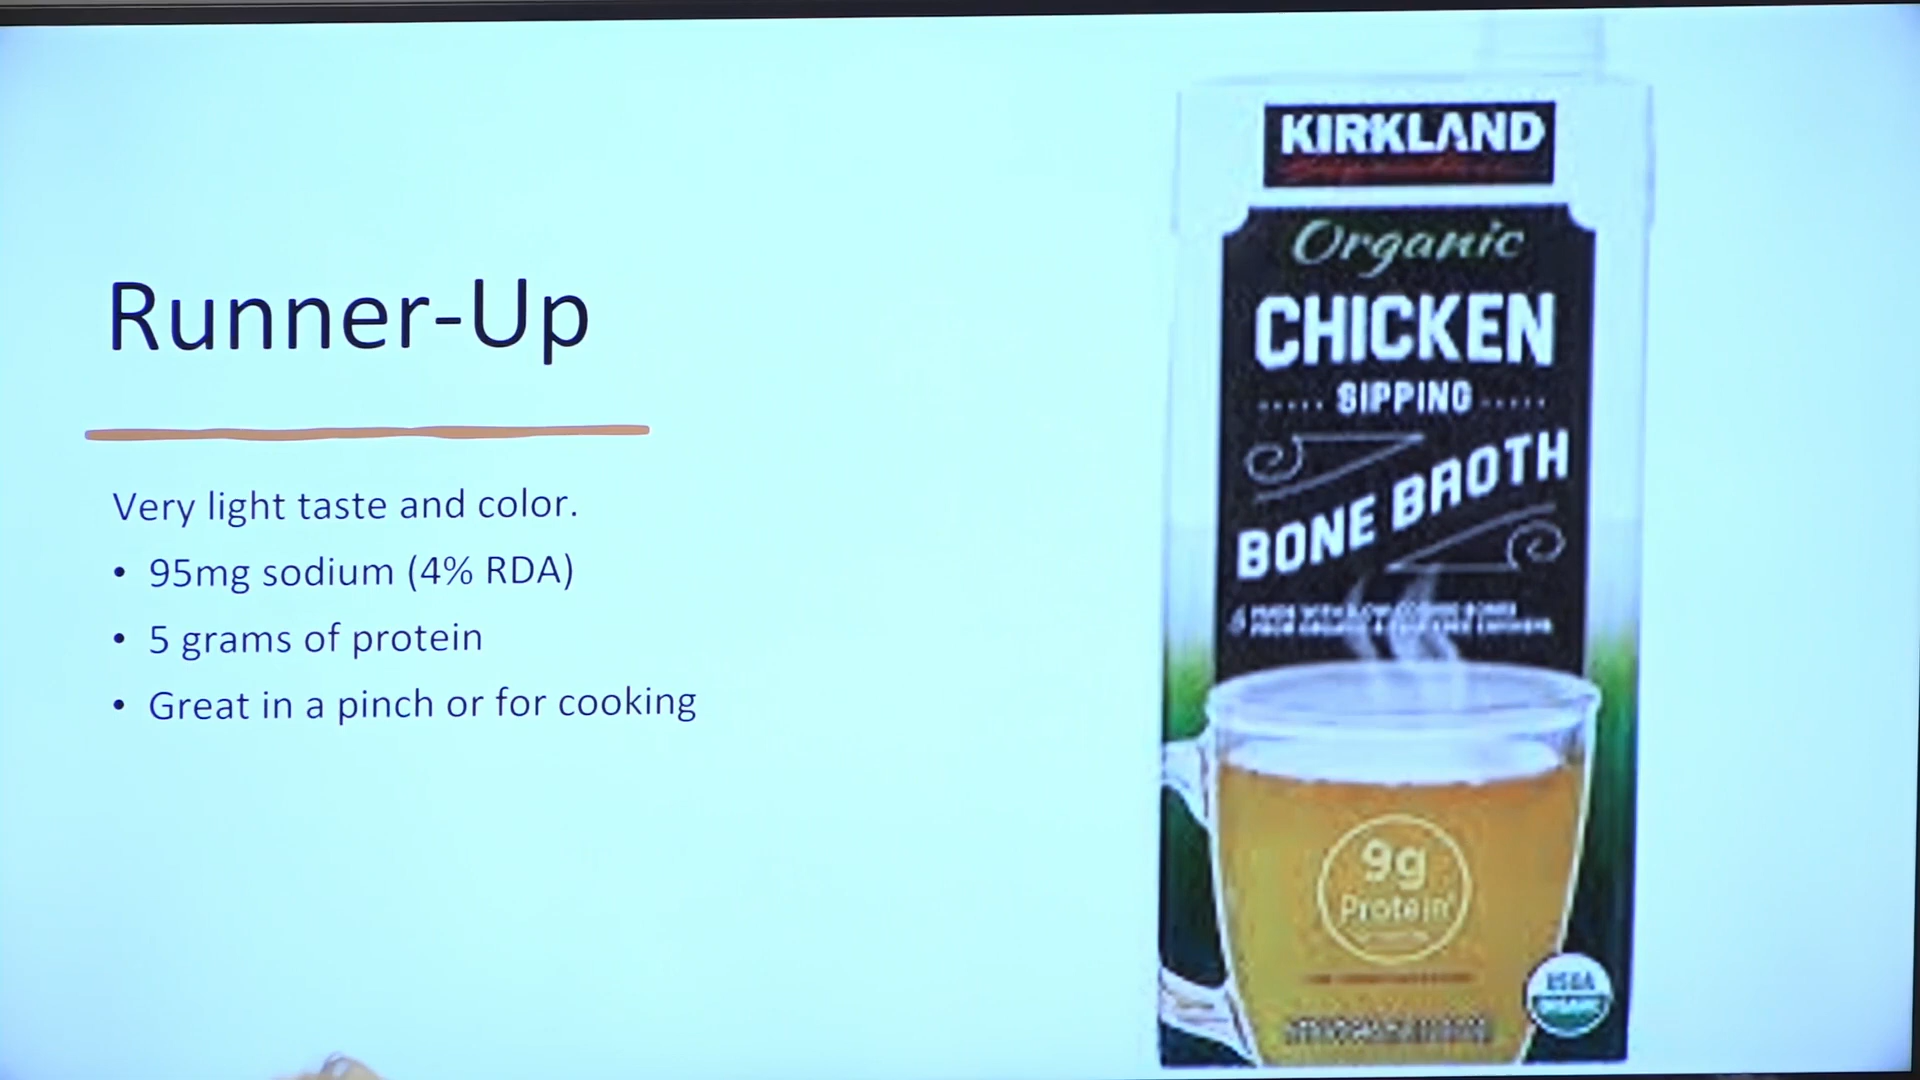 Runner-Up
Very light taste and color.
• 95mg sodium (4% RDA)
• 5 grams of protein
• Great in a pinch or for cooking
KIRKLAND
Organic
CHICKEN
SIPPING
BONE BROTH
9g
Protein
USDA
ORGANIC